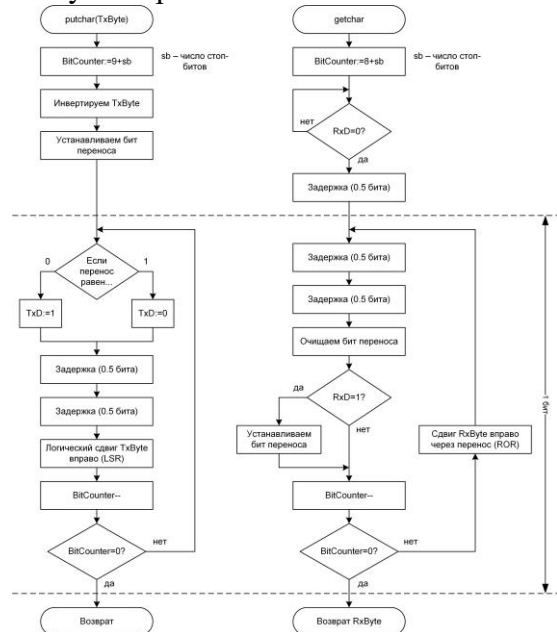 putchar(TxByte)
BitCounter:=9+sb
sb – число стоп-
битов
Инвертируем TxByte
Устанавливаем бит
переноса
Если
перенос
равен...
0
1
TxD:=1
TxD:=0
Задержка (0.5 бита)
Задержка (0.5 бита)
Логический сдвиг TxByte
вправо (LSR)
BitCounter--
BitCounter=0?
нет
да
Возврат
getchar
BitCounter:=8+sb
sb – число стоп-
битов
RxD=0?
нет
да
Задержка (0.5 бита)
Задержка (0.5 бита)
Задержка (0.5 бита)
Очищаем бит переноса
RxD=1?
да
нет
Устанавливаем
бит переноса
Сдвиг RxByte вправо
через перенос (ROR)
BitCounter--
BitCounter=0?
нет
да
Возврат RxByte
1 бит